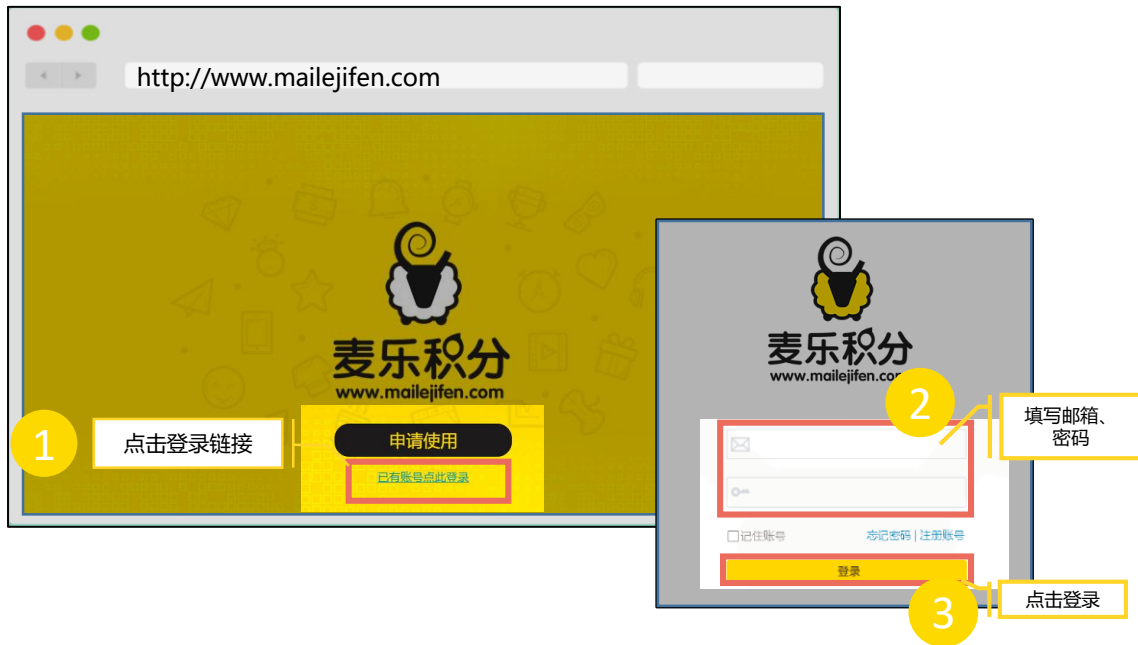 http://www.mailejifen.com
麦乐积分
www.mailejifen.com
1
点击登录链接
申请使用
已有账号点此登录
麦乐积分
www.mailejifen.com
2
填写邮箱、
密码
记住账号
忘记密码 | 注册账号
登录
3
点击登录